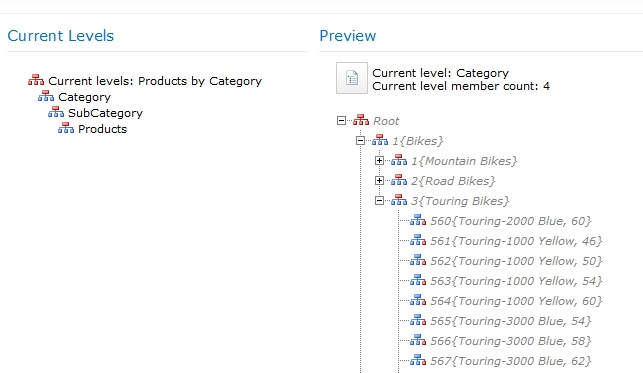 Current Levels
Current levels: Products by Category
Category
SubCategory
Products
Preview
Current level: Category
Current level member count: 4
Root
1{Bikes}
1{Mountain Bikes}
2{Road Bikes}
3{Touring Bikes}
560{Touring-2000 Blue, 60}
561{Touring-1000 Yellow, 46}
562{Touring-1000 Yellow, 50}
563{Touring-1000 Yellow, 54}
564{Touring-1000 Yellow, 60}
565{Touring-3000 Blue, 54}
566{Touring-3000 Blue, 58}
567{Touring-3000 Blue, 62}